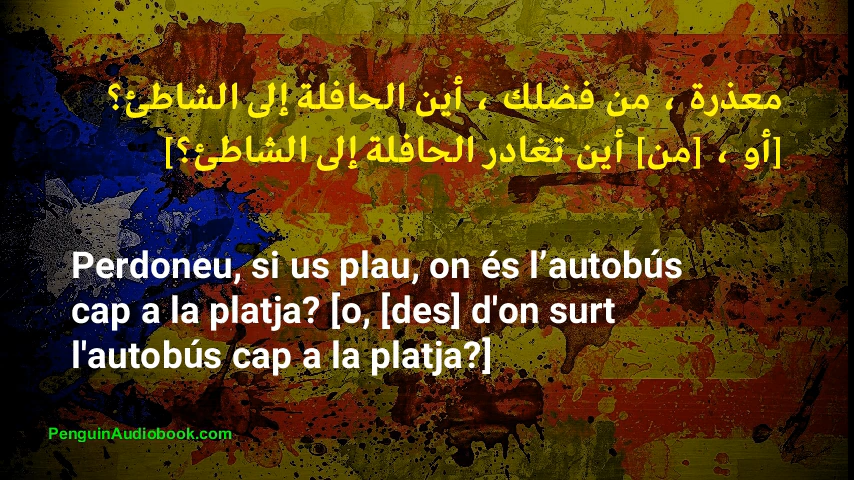 معذرة ، من فضلك ، أين الحافلة إلى الشاطئ؟
[أو ، [من] أين تغادر الحافلة إلى الشاطئ؟]
Perdoneu, si us plau, on és l’autobús
cap a la platja? [o, [des] d'on surt
l'autobús cap a la platja?]
PenguinAudiobook.com